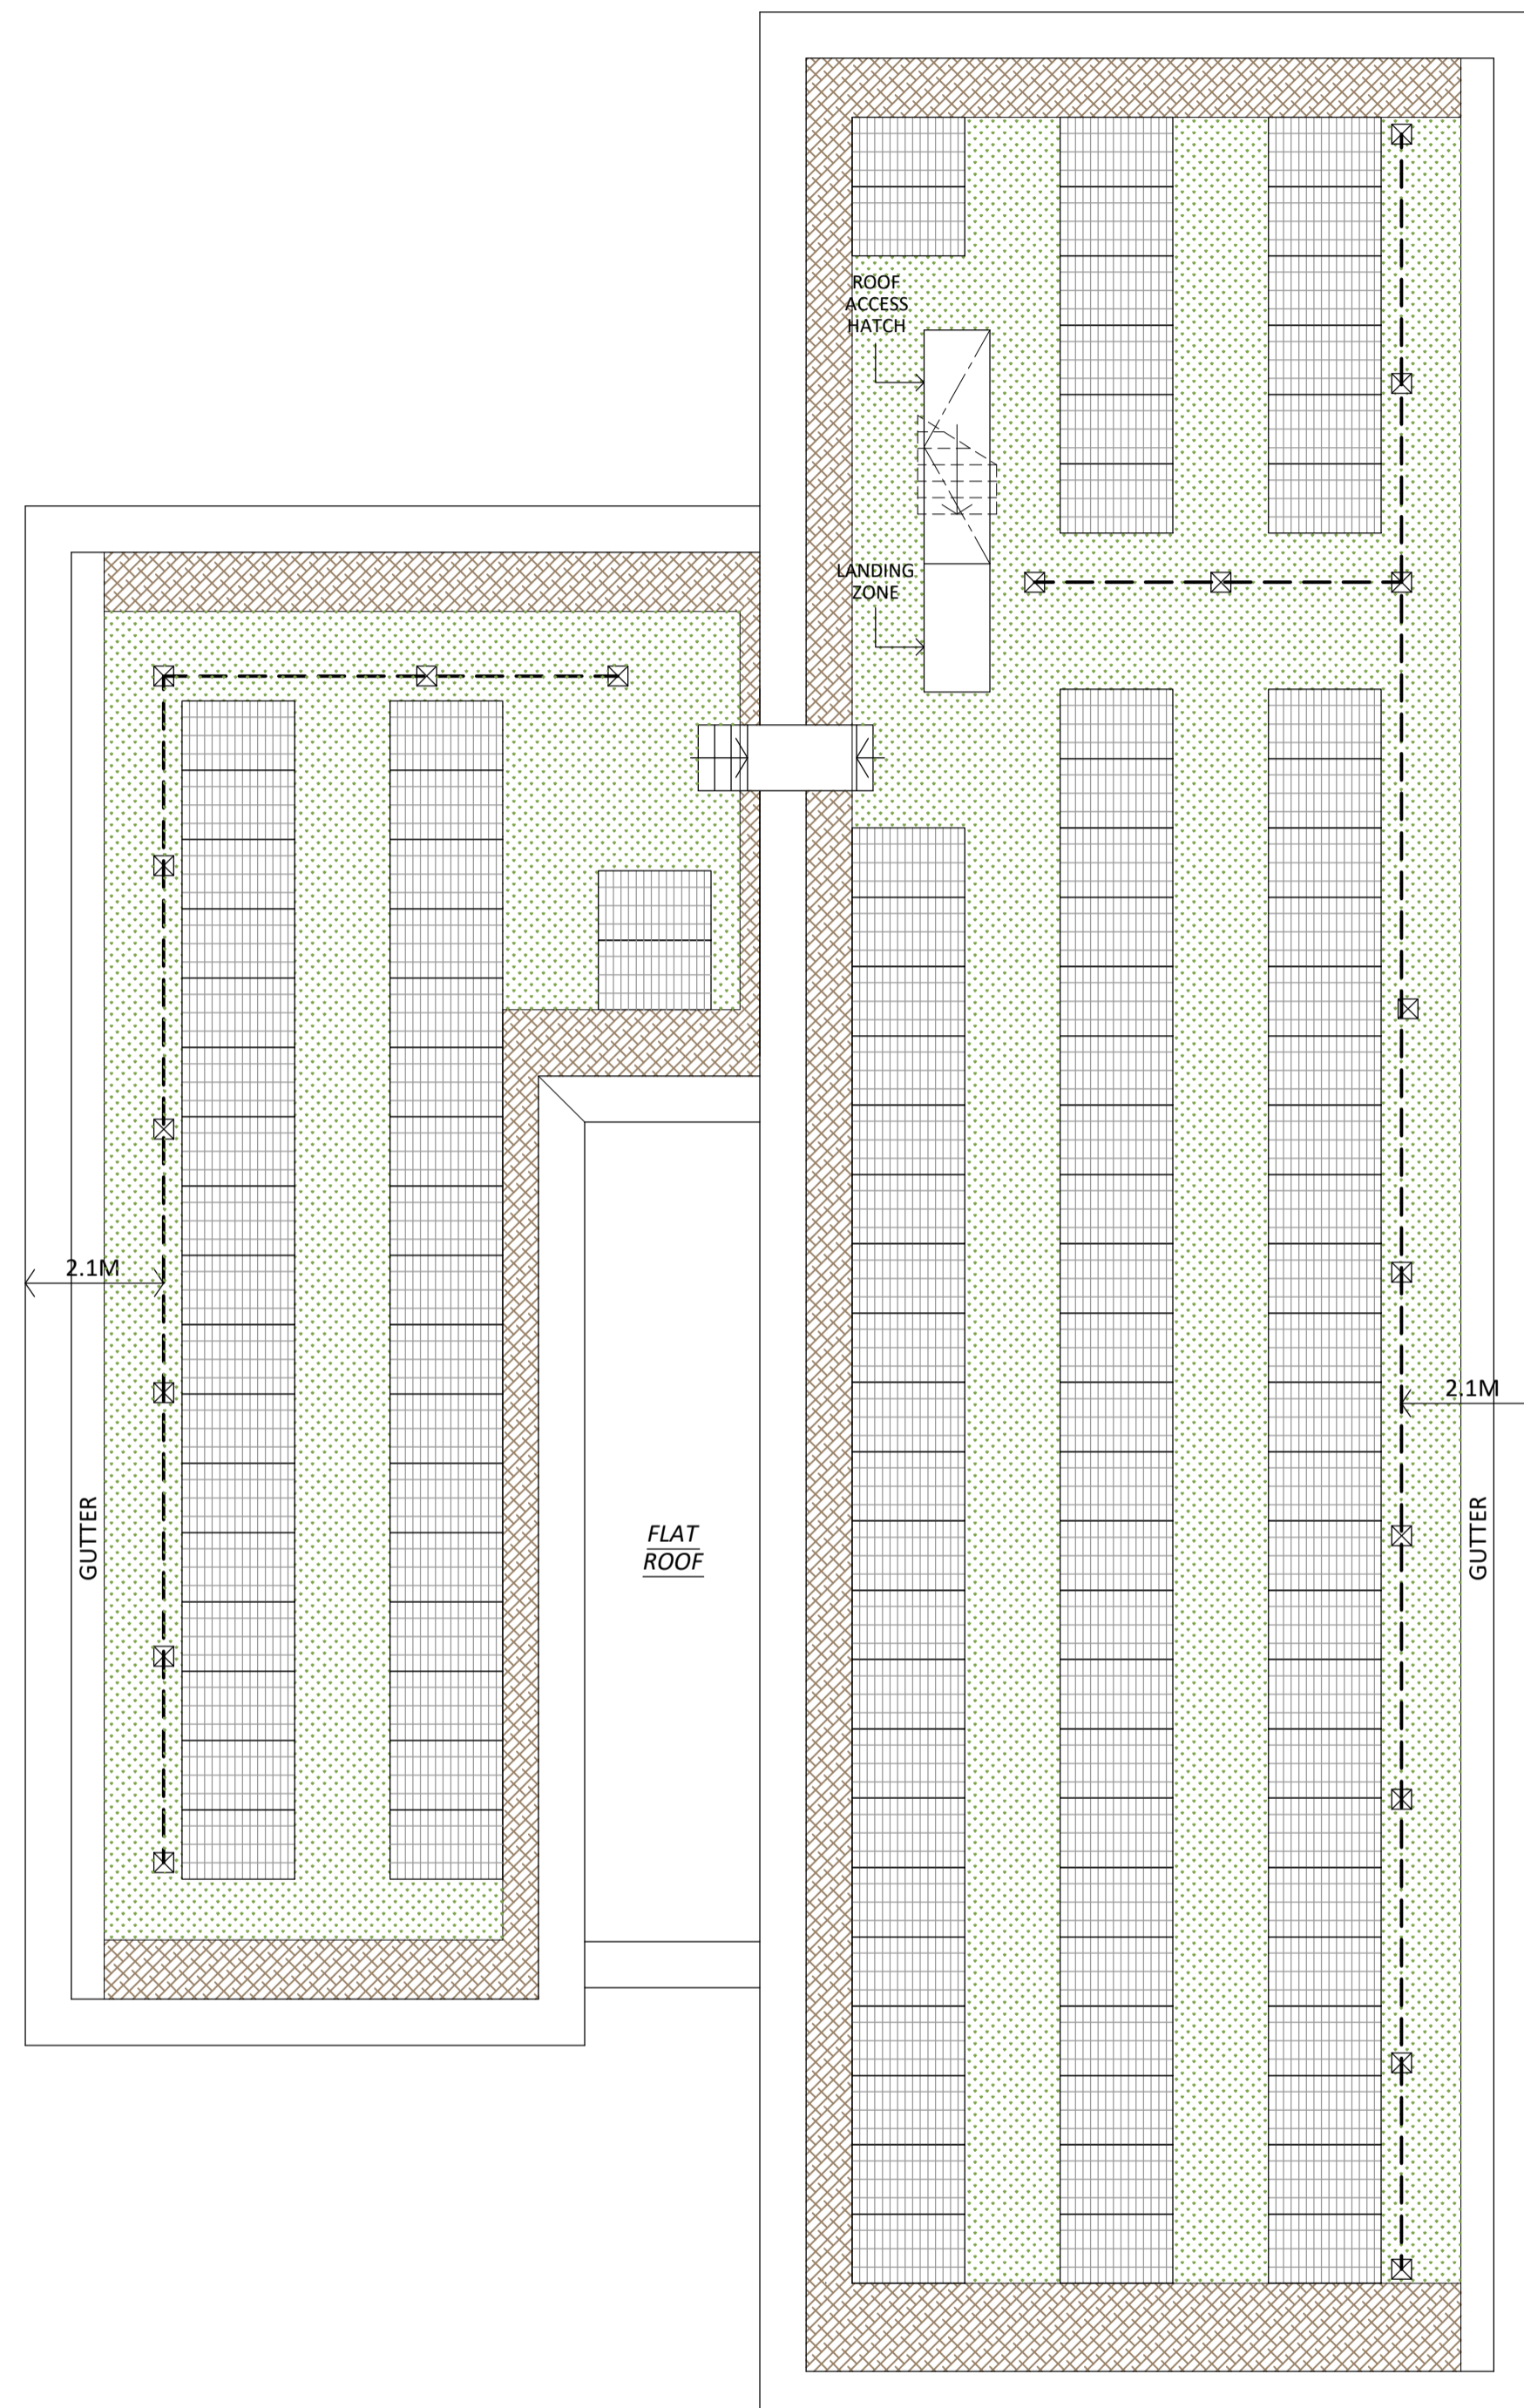 ROOF
ACCESS
HATCH
LANDING
ZONE
2.1M
2.1M
GUTTER
GUTTER
FLAT
ROOF